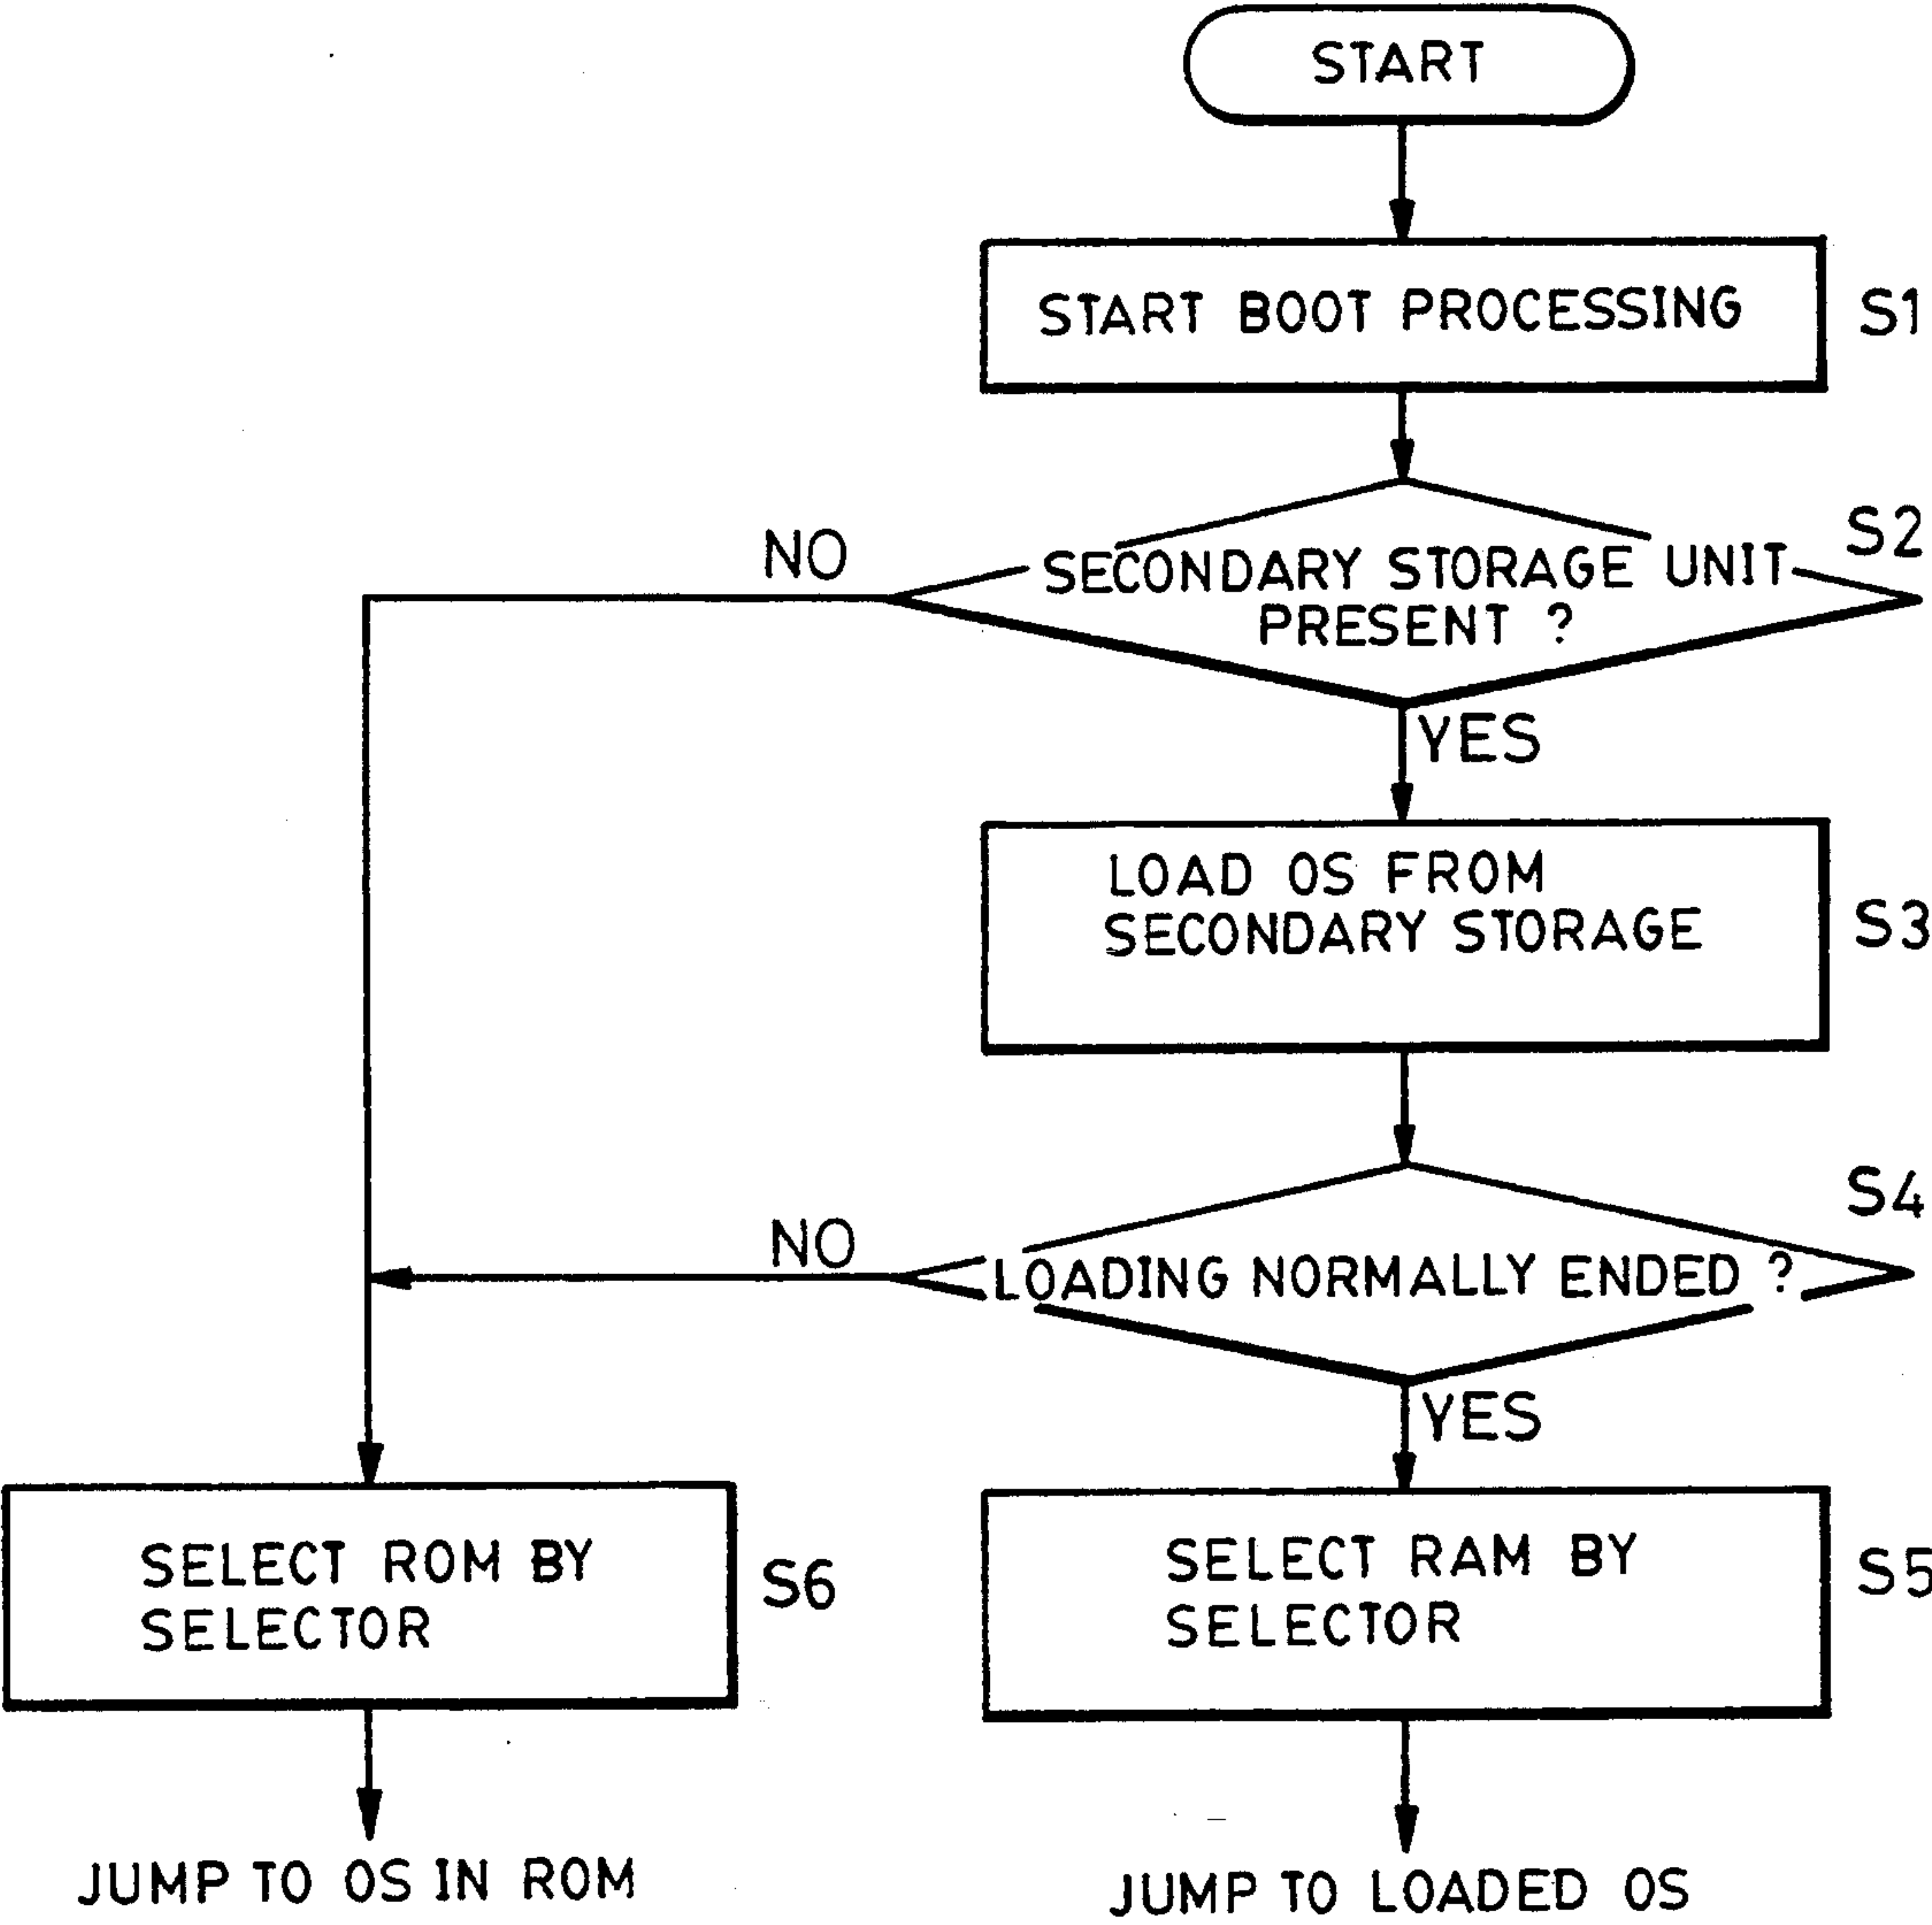 START
START BOOT PROCESSING
S1
S2
NO
SECONDARY STORAGE UNIT
PRESENT ?
YES
LOAD OS FROM
SECONDARY STORAGE
S3
S4
NO
LOADING NORMALLY ENDED ?
YES
SELECT ROM BY
SELECTOR
S6
SELECT RAM BY
SELECTOR
S5
JUMP TO OS IN ROM
JUMP TO LOADED OS